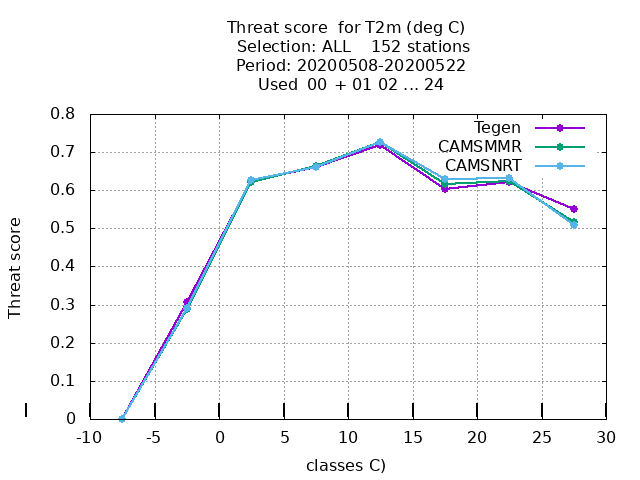 Threat score  for T2m (deg C)
Selection: ALL    152 stations
Period: 20200508-20200522
Used  00  + 01 02 ... 24
Tegen
CAMSMMR
CAMSNRT
0.8
0.7
0.6
0.5
0.4
0.3
0.2
0.1
0
Threat score
-10 -5 0 5 10 15 20 25 30
classes C)